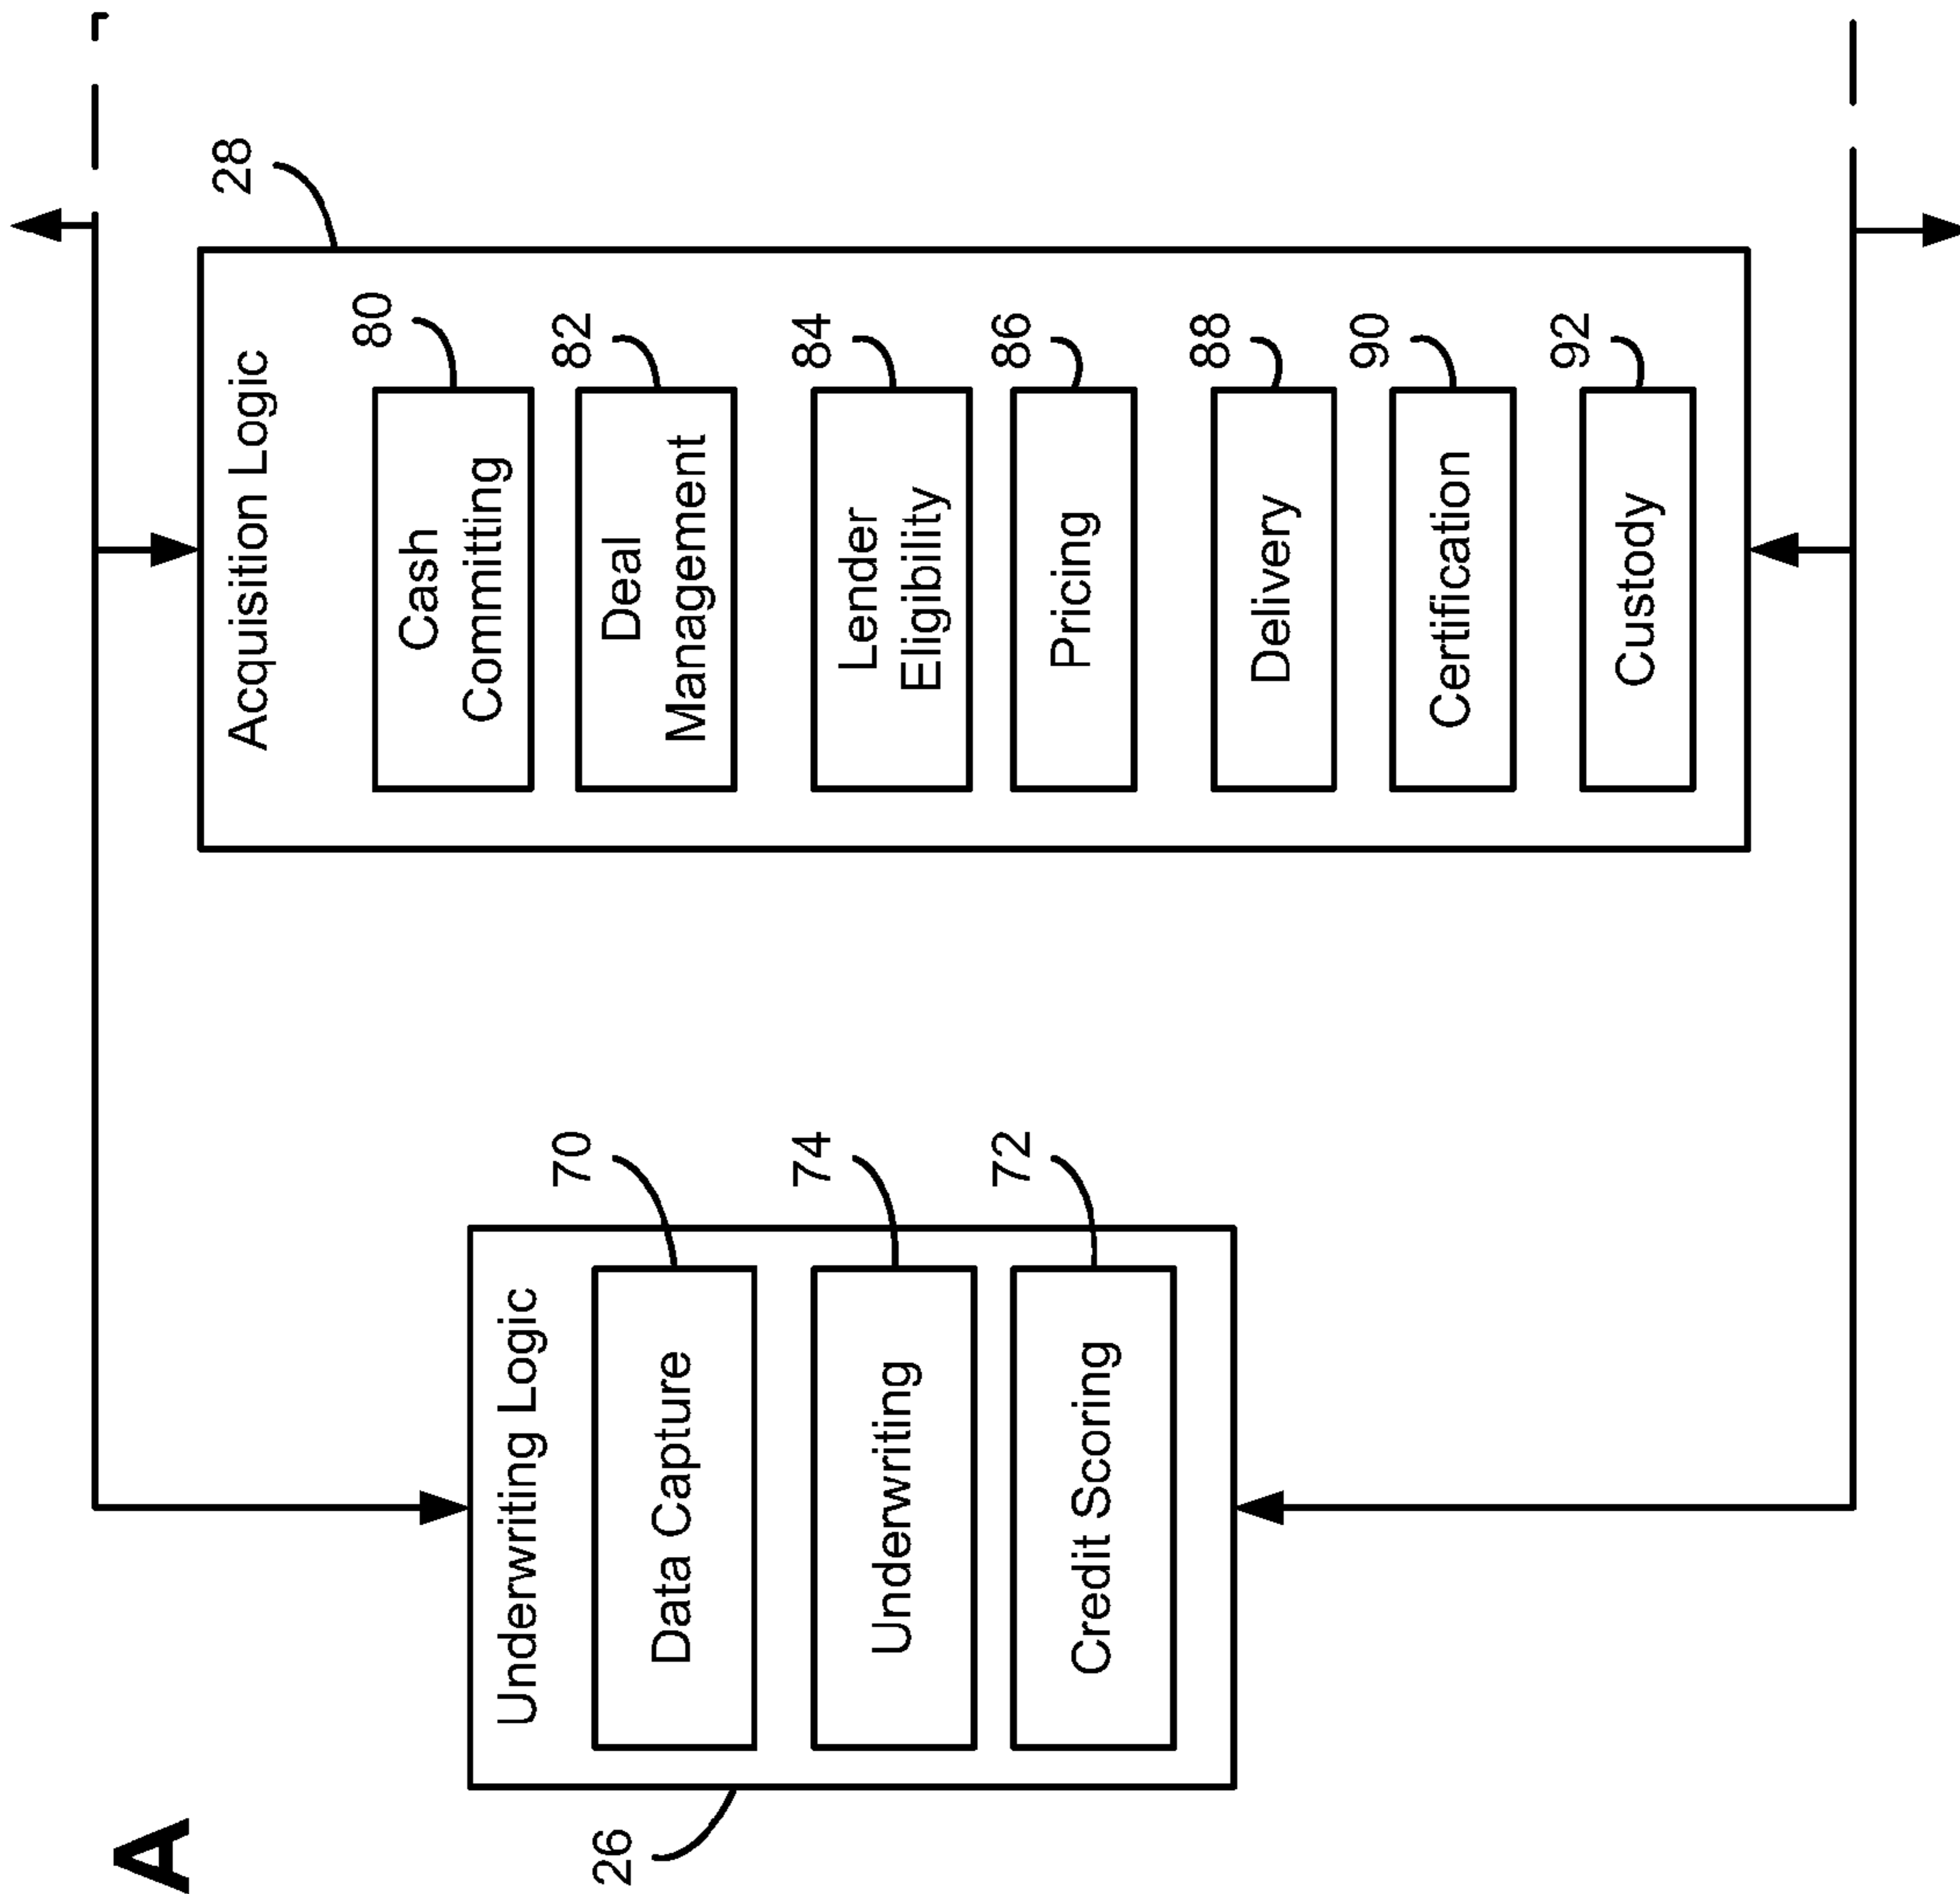 A
Underwriting Logic
26
Data Capture
70
Underwriting
74
Credit Scoring
72
Acquisition Logic
28
Cash
Committing
80
Deal
Management
82
Lender
Eligibility
84
Pricing
86
Delivery
88
Certification
90
Custody
92